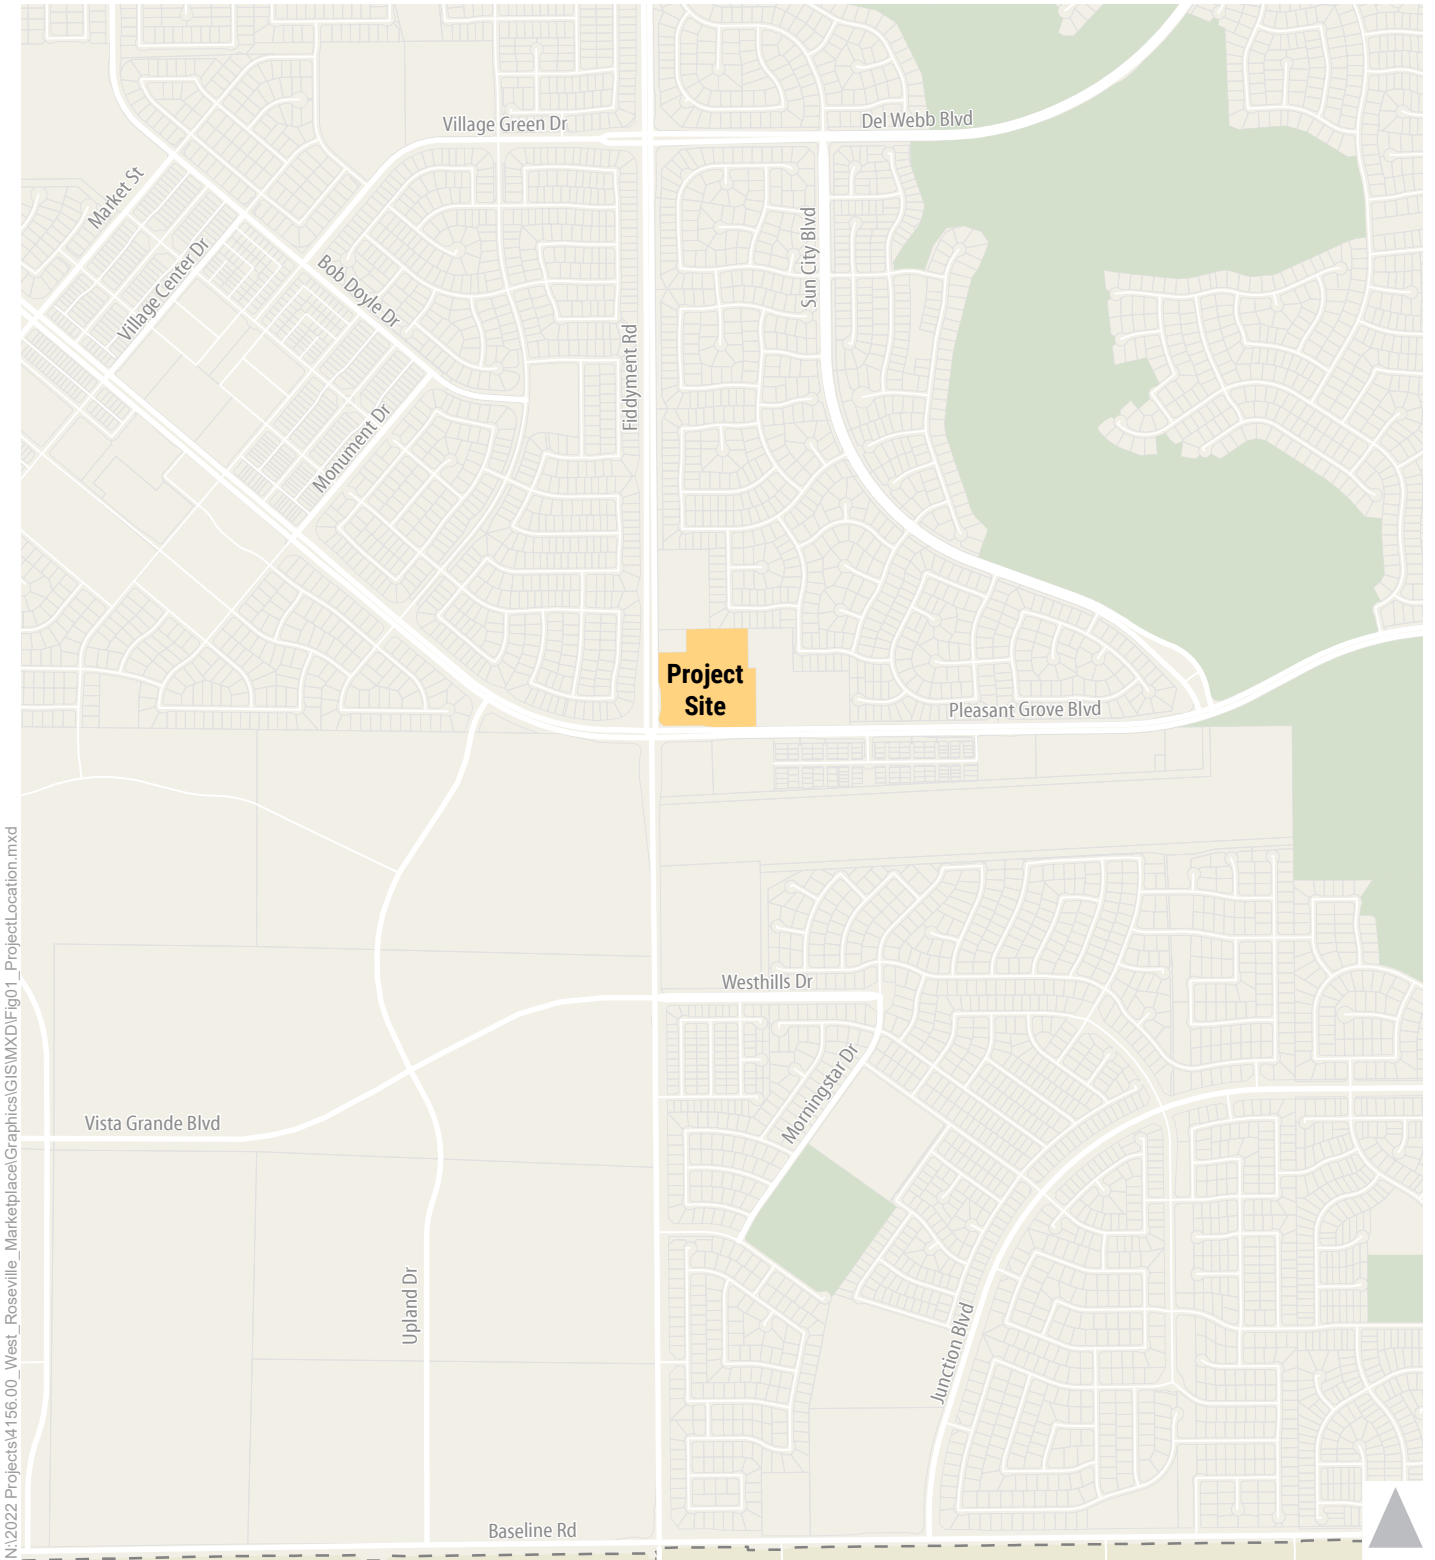 Village Green Dr
Del Webb Blvd
Market St
Village Center Dr
Bob Doyle Dr
Sun City Blvd
Fiddyment Rd
Monument Dr
Project
Site
Pleasant Grove Blvd
Westhills Dr
Morningstar Dr
Vista Grande Blvd
Upland Dr
Junction Blvd
Baseline Rd
N:\2022 Projects\4156.00_West_Roseville_Marketplace\Graphics\GIS\MXD\Fig01_ProjectLocation.mxd